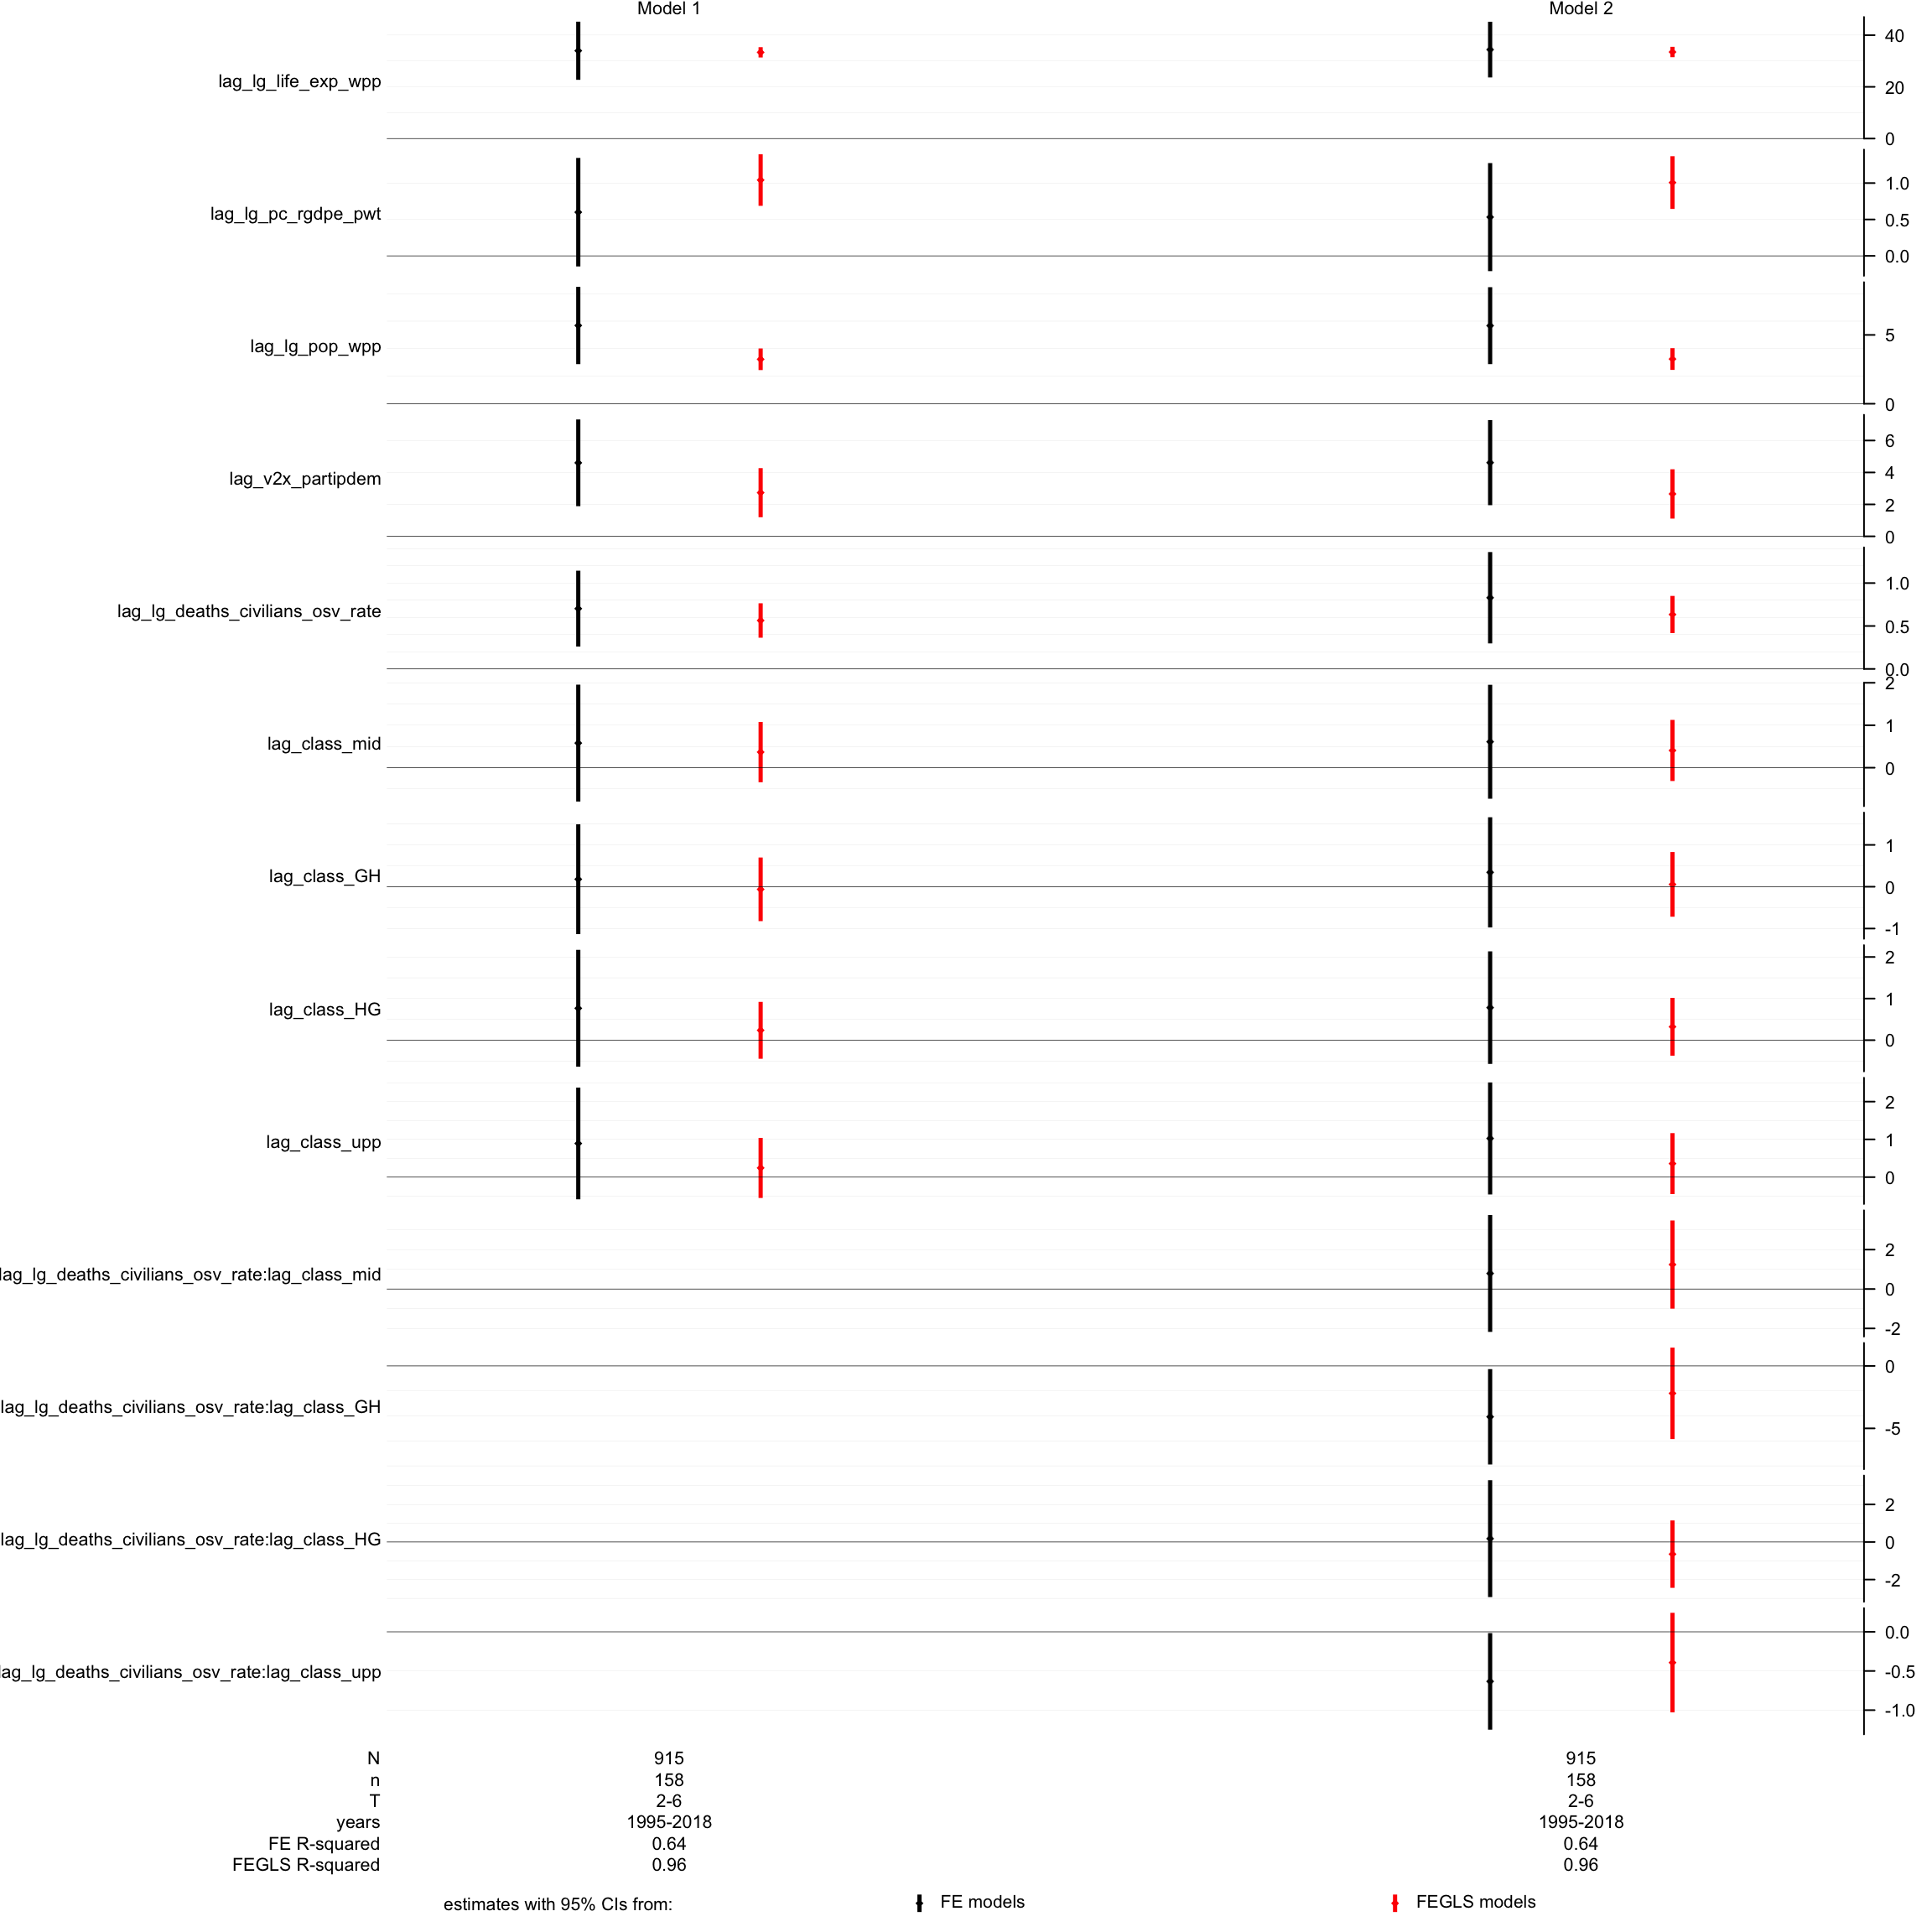 Model 1 Model 2
lag_lg_life_exp_wpp
40
20
0
lag_lg_pc_rgdpe_pwt
1.0
0.5
0.0
lag_lg_pop_wpp
5
0
lag_v2x_partipdem
6
4
2
0
lag_lg_deaths_civilians_osv_rate
1.0
0.5
0.0
lag_class_mid
2
1
0
lag_class_GH
1
0
-1
lag_class_HG
2
1
0
lag_class_upp
2
1
0
lag_lg_deaths_civilians_osv_rate:lag_class_mid
2
0
-2
lag_lg_deaths_civilians_osv_rate:lag_class_GH
0
-5
lag_lg_deaths_civilians_osv_rate:lag_class_HG
2
0
-2
lag_lg_deaths_civilians_osv_rate:lag_class_upp
0.0
-0.5
-1.0
N 915 915
n 158 158
T 2-6 2-6
years 1995-2018 1995-2018
FE R-squared 0.64 0.64
FEGLS R-squared 0.96 0.96
estimates with 95% CIs from: FE models FEGLS models